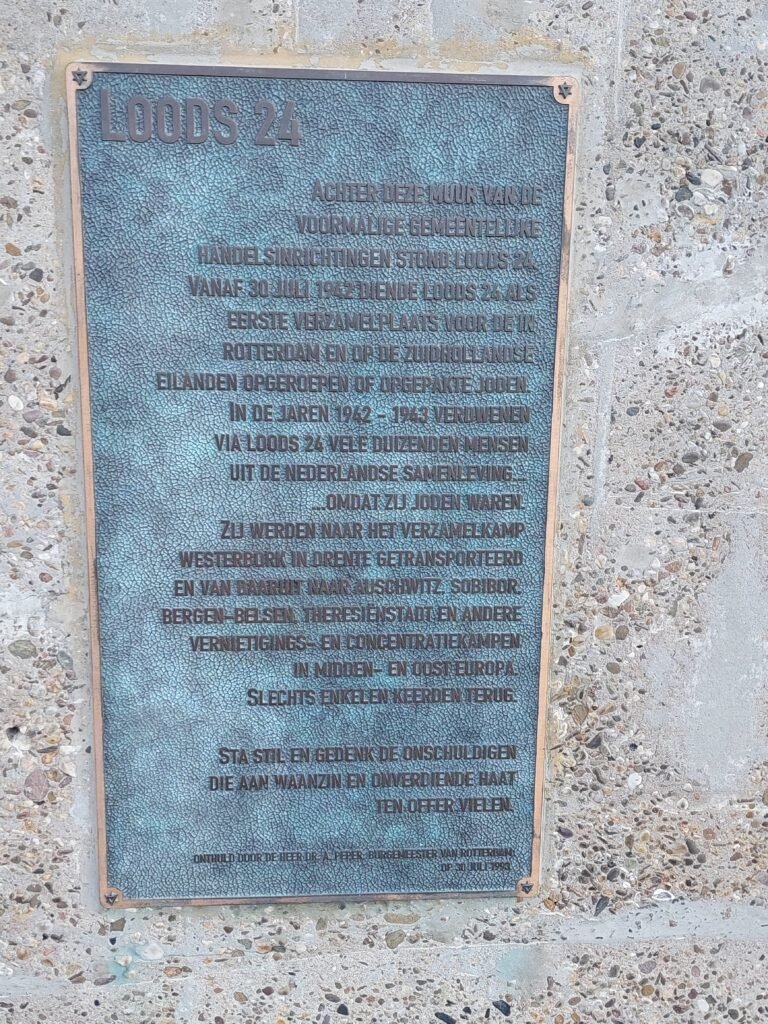 LOODS 24
ACHTER DEZE MUUR VAN DE
VOORMALIGE GEMEENTELIJKE
HANDELSINRICHTINGEN STOND LOODS 24.
VANAF 30 JULI 1942 DIENDE LOODS 24 ALS
EERSTE VERZAMELPLAATS VOOR DE IN
ROTTERDAM EN OP DE ZUIDHOLLANDSE
EILANDEN OPGEROEPEN OF OPGEPAKTE JODEN.
IN DE JAREN 1942 - 1943 VERDWENEN
VIA LOODS 24 VELE DUIZENDEN MENSEN
UIT DE NEDERLANDSE SAMENLEVING...
...OMDAT ZIJ JODEN WAREN.
ZIJ WERDEN NAAR HET VERZAMELKAMP
WESTERBORK IN DRENTE GETRANSPORTEERD
EN VAN DAARUIT NAAR AUSCHWITZ, SOBIBOR,
BERGEN-BELSEN, THERESIËNSTADT EN ANDERE
VERNIETIGINGS- EN CONCENTRATIEKAMPEN
IN MIDDEN- EN OOST EUROPA.
SLECHTS ENKELEN KEERDEN TERUG.
STA STIL EN GEDENK DE ONSCHULDIGEN
DIE AAN WAANZIN EN ONVERDIENDE HAAT
TEN OFFER VIELEN.
ONTHULD DOOR DE HEER DR. A. PEPER, BURGEMEESTER VAN ROTTERDAM
OP 30 JULI 1993